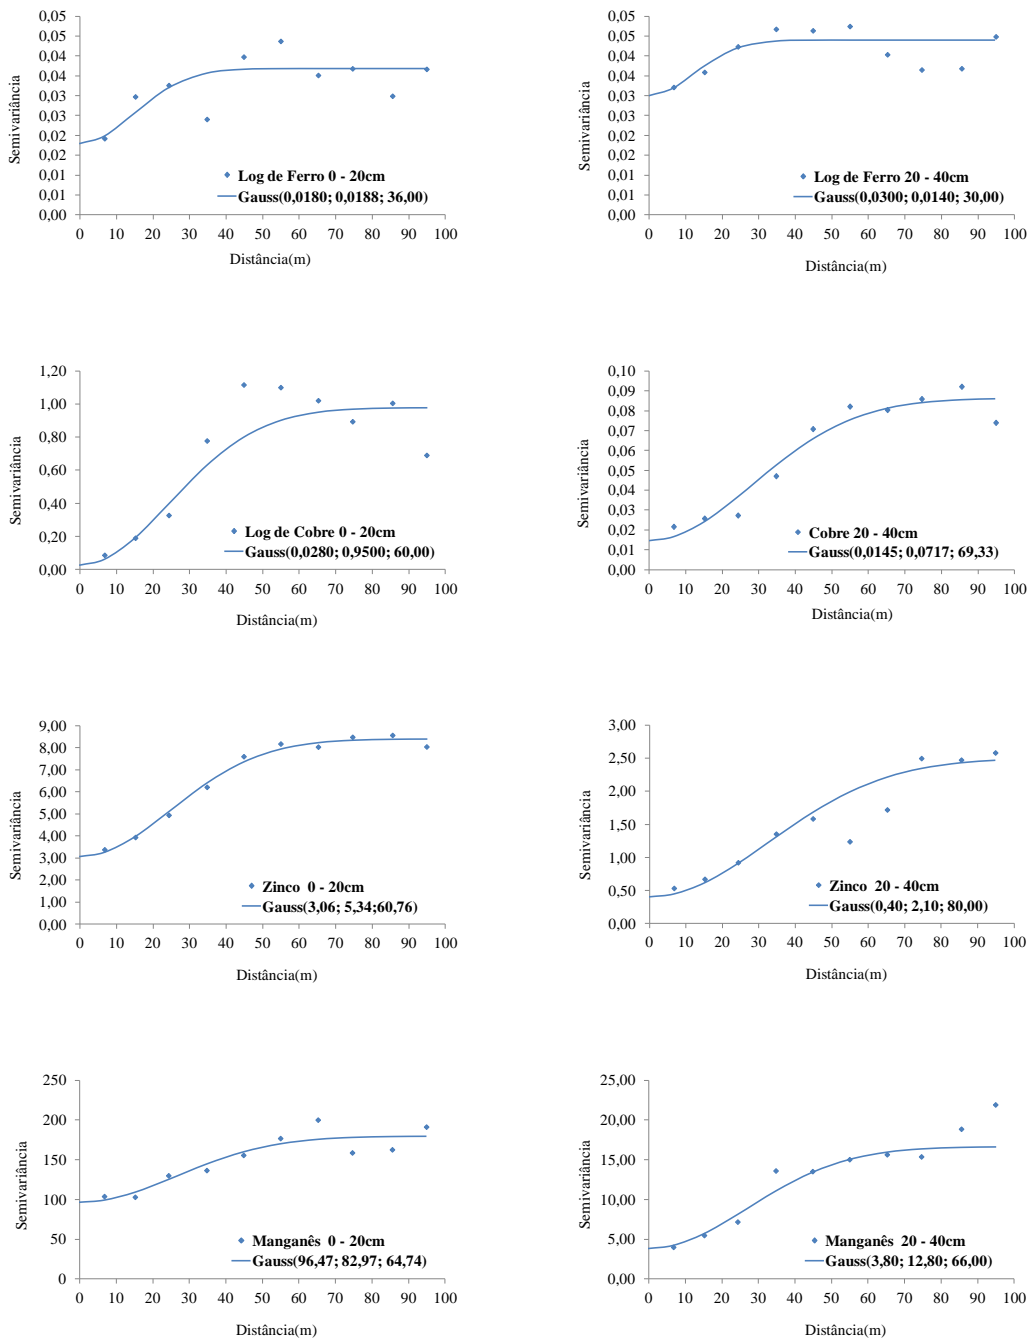 0,05
0,05
0,04
0,04
0,03
0,03
0,02
0,02
0,01
0,01
0,00
Semivariância
Log de Ferro 0 - 20cm
Gauss(0,0180; 0,0188; 36,00)
0 10 20 30 40 50 60 70 80 90 100
Distância(m)
0,05
0,05
0,04
0,04
0,03
0,03
0,02
0,02
0,01
0,01
0,00
Semivariância
Log de Ferro 20 - 40cm
Gauss(0,0300; 0,0140; 30,00)
0 10 20 30 40 50 60 70 80 90 100
Distância(m)
1,20
1,00
0,80
0,60
0,40
0,20
0,00
Semivariância
Log de Cobre 0 - 20cm
Gauss(0,0280; 0,9500; 60,00)
0 10 20 30 40 50 60 70 80 90 100
Distância(m)
0,10
0,09
0,08
0,07
0,06
0,05
0,04
0,03
0,02
0,01
0,00
Semivariância
Cobre 20 - 40cm
Gauss(0,0145; 0,0717; 69,33)
0 10 20 30 40 50 60 70 80 90 100
Distância(m)
9,00
8,00
7,00
6,00
5,00
4,00
3,00
2,00
1,00
0,00
Semivariância
Zinco 0 - 20cm
Gauss(3,06; 5,34;60,76)
0 10 20 30 40 50 60 70 80 90 100
Distância(m)
3,00
2,50
2,00
1,50
1,00
0,50
0,00
Semivariância
Zinco 20 - 40cm
Gauss(0,40; 2,10; 80,00)
0 10 20 30 40 50 60 70 80 90 100
Distância(m)
250
200
150
100
50
0
Semivariância
Manganês 0 - 20cm
Gauss(96,47; 82,97; 64,74)
0 10 20 30 40 50 60 70 80 90 100
Distância(m)
25,00
20,00
15,00
10,00
5,00
0,00
Semivariância
Manganês 20 - 40cm
Gauss(3,80; 12,80; 66,00)
0 10 20 30 40 50 60 70 80 90 100
Distância(m)